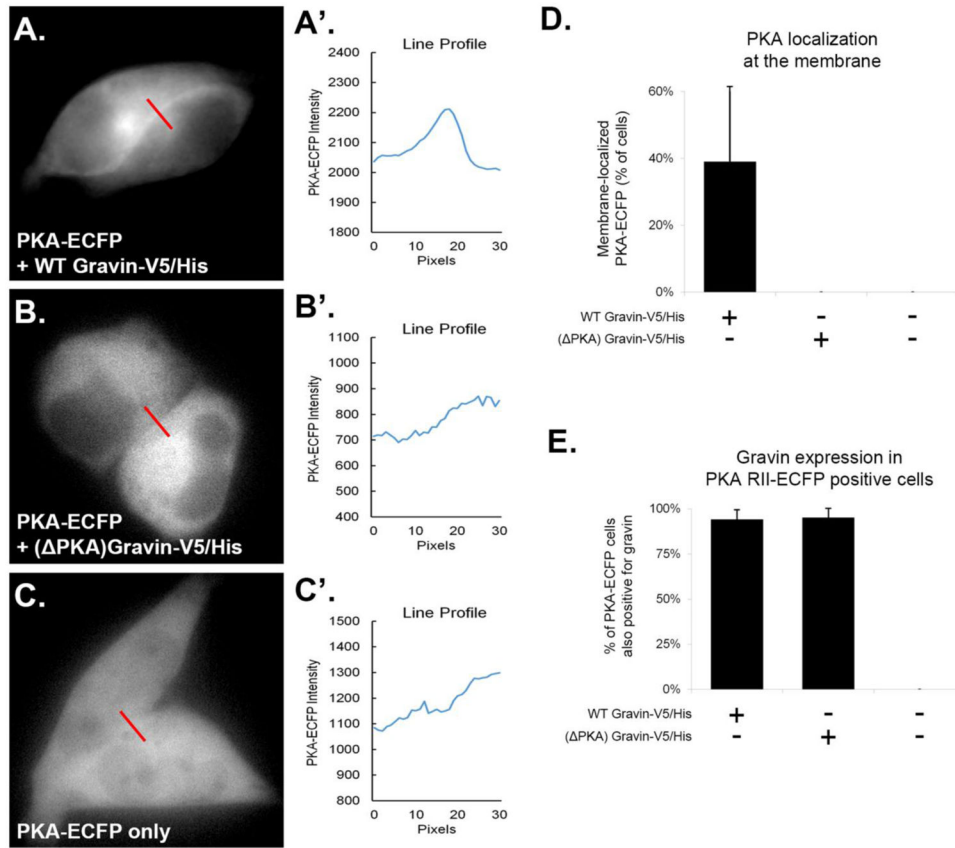 A.
PKA-ECFP
+ WT Gravin-V5/His
A'.
Line Profile
PKA-ECFP Intensity
2400
2300
2200
2100
2000
1900
1800
0 10 20 30
Pixels
B.
PKA-ECFP
+ (ΔPKA)Gravin-V5/His
B'.
Line Profile
PKA-ECFP Intensity
1100
1000
900
800
700
600
500
400
0 10 20 30
Pixels
C.
PKA-ECFP only
C'.
Line Profile
PKA-ECFP Intensity
1500
1400
1300
1200
1100
1000
900
800
0 10 20 30
Pixels
D.
PKA localization
at the membrane
Membrane-localized
PKA-ECFP (% of cells)
60%
40%
20%
0%
WT Gravin-V5/His + - -
(ΔPKA) Gravin-V5/His - + -
E.
Gravin expression in
PKA RII-ECFP positive cells
% of PKA-ECFP cells
also positive for gravin
100%
75%
50%
25%
0%
WT Gravin-V5/His + - -
(ΔPKA) Gravin-V5/His - + -